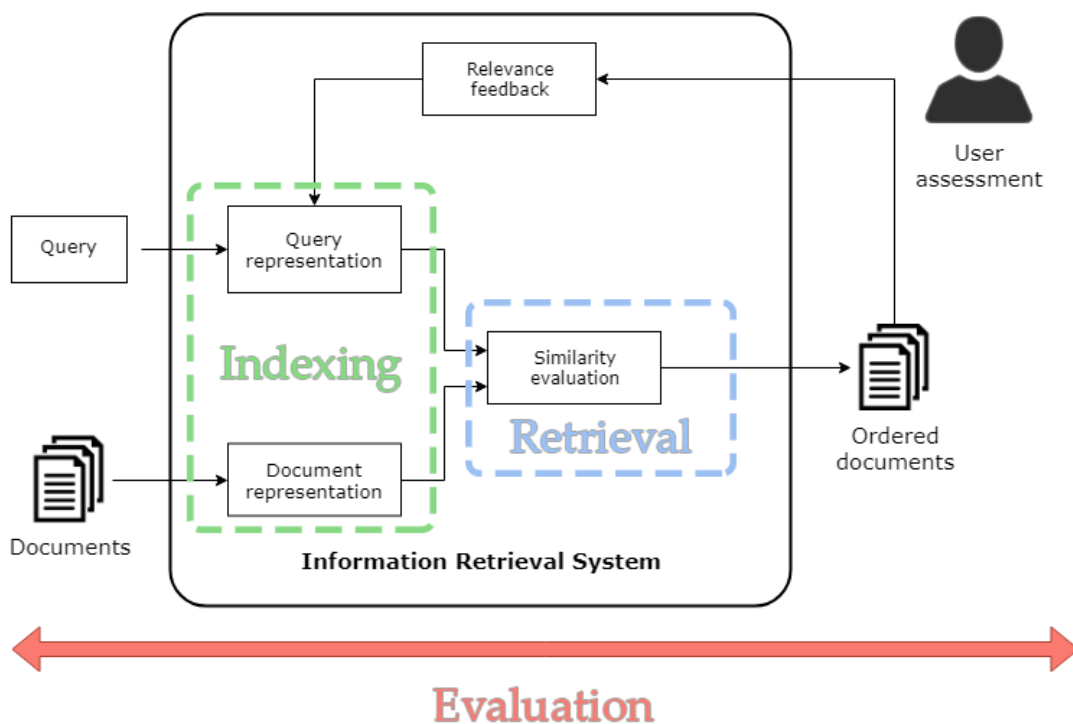 Relevance
feedback
User
assessment
Query
Query
representation
Indexing
Similarity
evaluation
Retrieval
Ordered
documents
Document
representation
Documents
Information Retrieval System
Evaluation